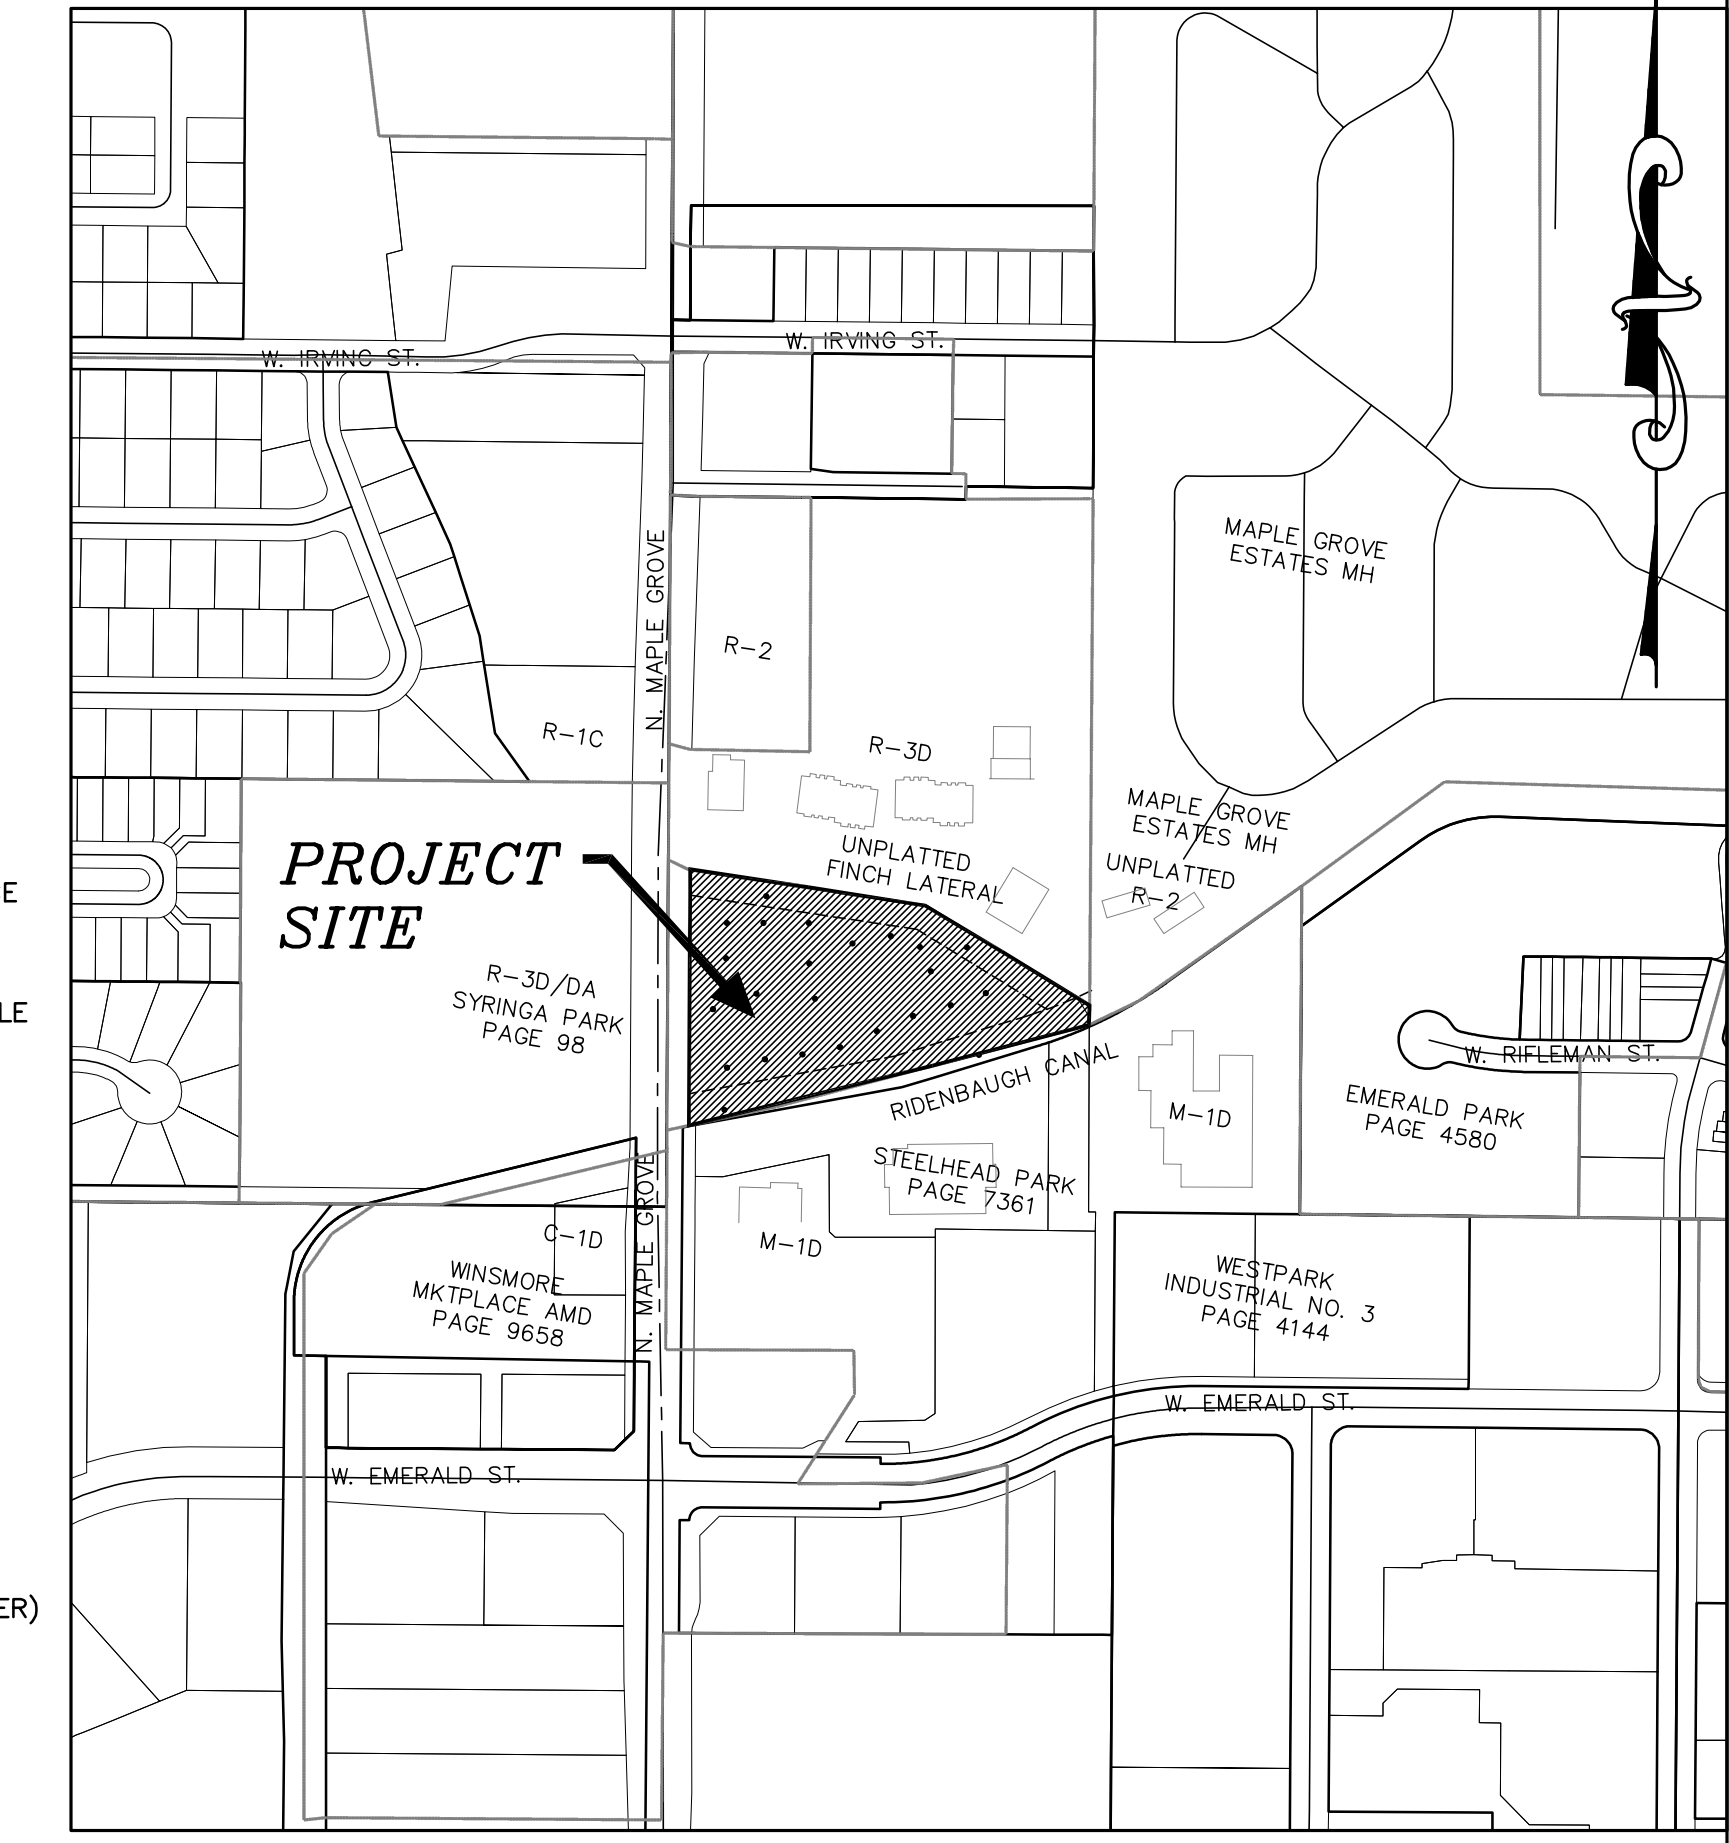 W. IRVING ST.
W. IRVING ST.
N. MAPLE GROVE
MAPLE GROVE
ESTATES MH
R-2
R-1C
R-3D
MAPLE GROVE
ESTATES MH
UNPLATTED
FINCH LATERAL
UNPLATTED
R-2
PROJECT
SITE
R-3D/DA
SYRINGA PARK
PAGE 98
RIDENBAUGH CANAL
W. RIFLEMAN ST.
M-1D
EMERALD PARK
PAGE 4580
STEELHEAD PARK
PAGE 7361
N. MAPLE GROVE
C-1D
M-1D
WINSMORE
MKTPLACE AMD
PAGE 9658
WESTPARK
INDUSTRIAL NO. 3
PAGE 4144
W. EMERALD ST.
W. EMERALD ST.
LE
ER)